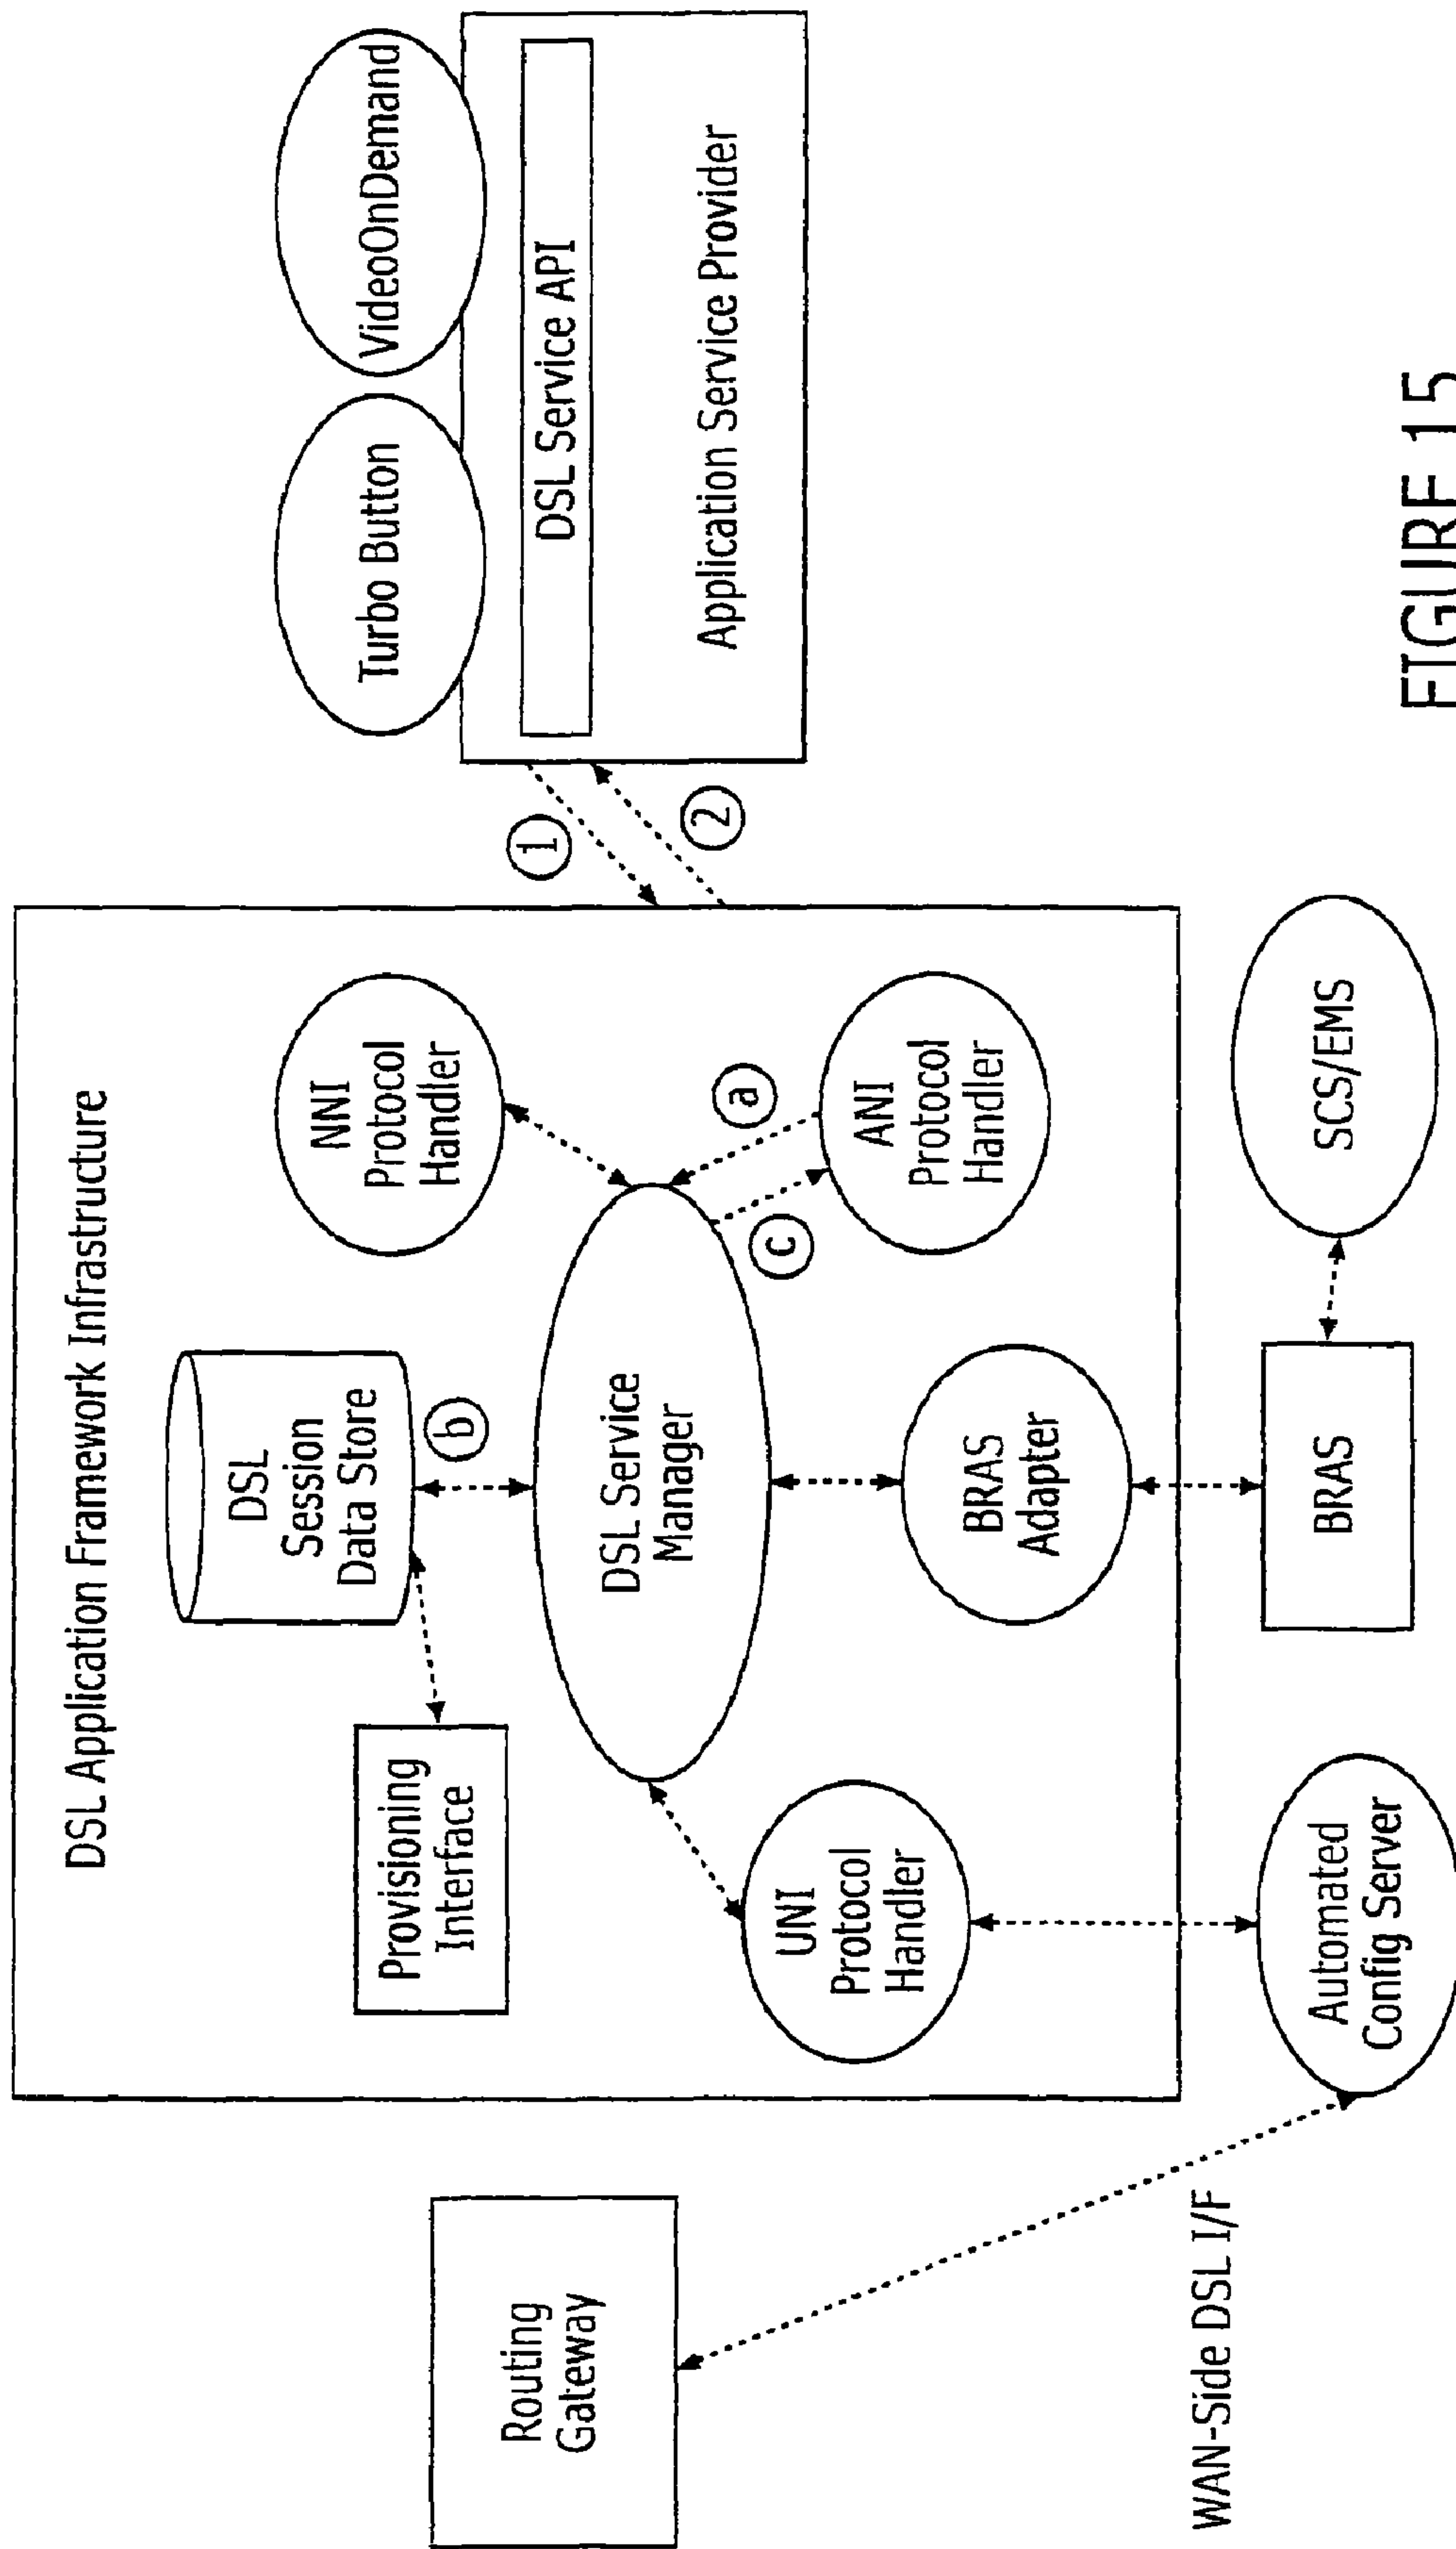 DSL Application Framework Infrastructure
Routing
Gateway
Provisioning
Interface
DSL
Session
Data Store
b
NNI
Protocol
Handler
DSL Service
Manager
UNI
Protocol
Handler
BRAS
Adapter
c
a
ANI
Protocol
Handler
1
2
Turbo Button
VideoOnDemand
DSL Service API
Application Service Provider
WAN-Side DSL I/F
Automated
Config Server
BRAS
SCS/EMS
FIGURE 15